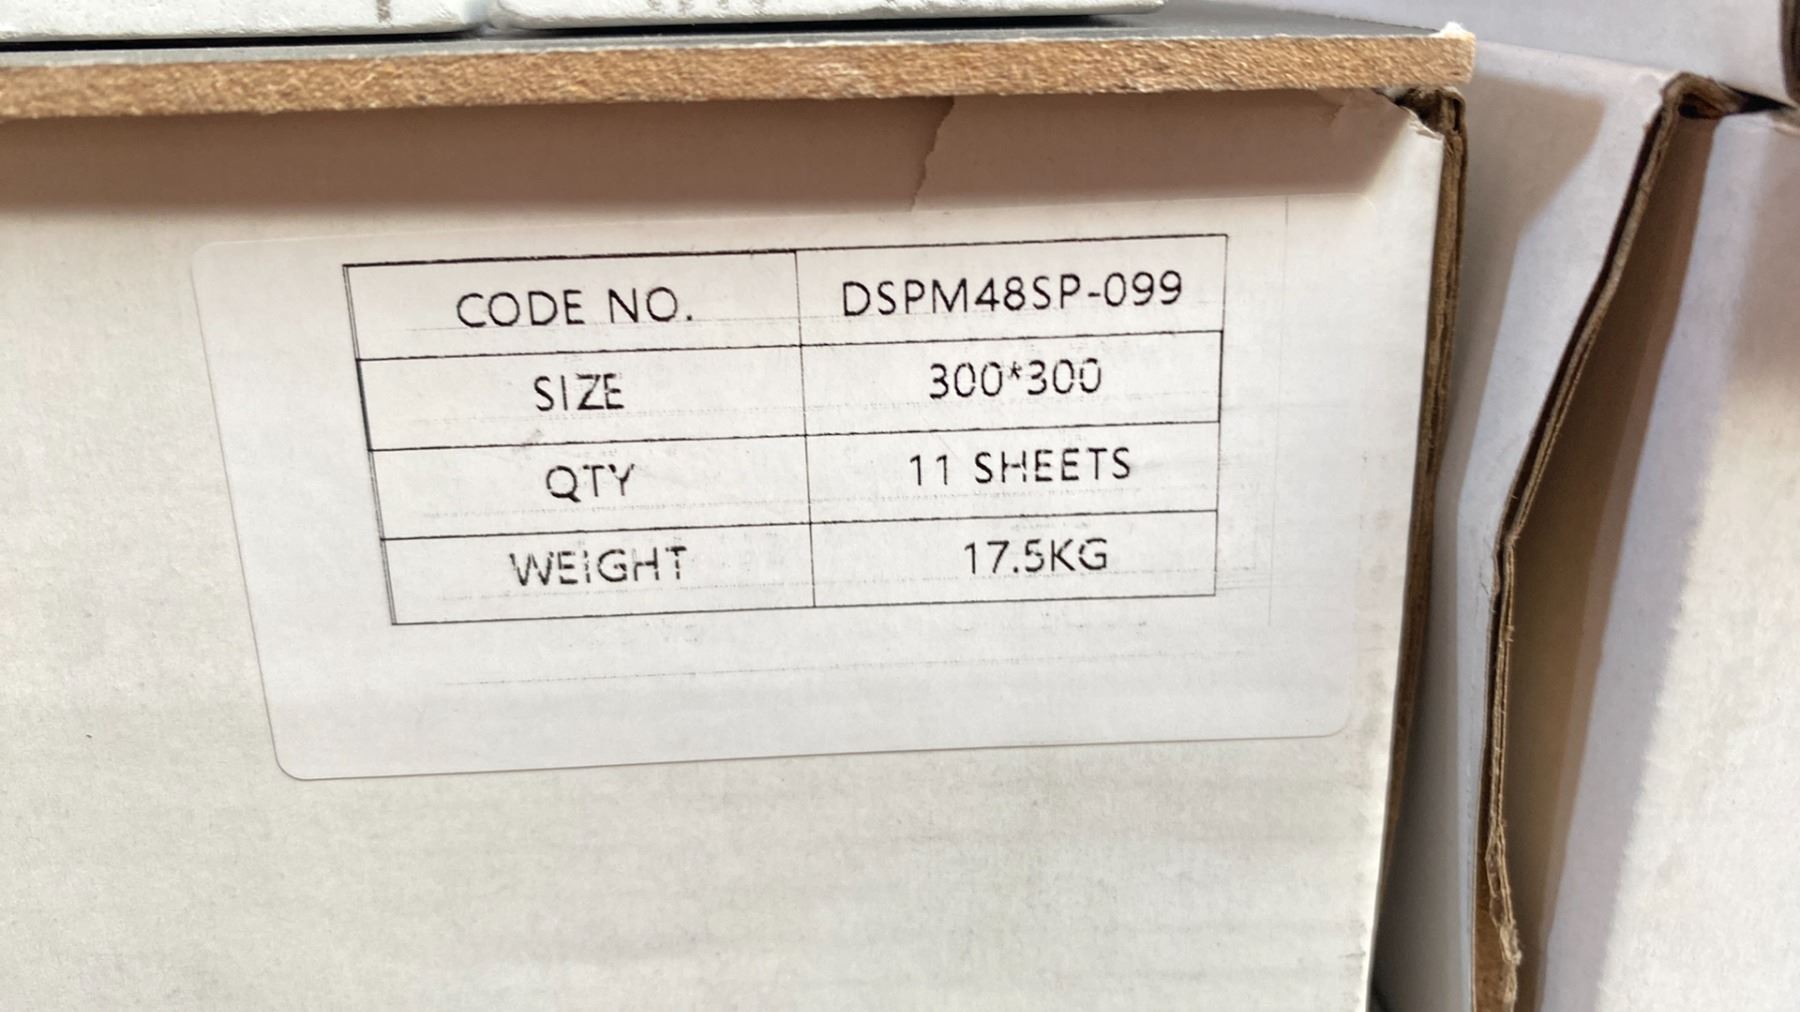 CODE NO. DSPM48SP-099
SIZE 300*300
QTY 11 SHEETS
WEIGHT 17.5KG